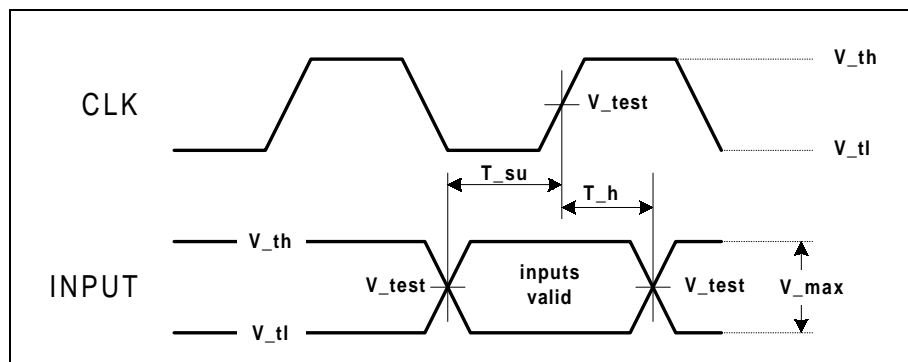 V_th
CLK
V_test
V_tl
T_su
T_h
V_th
INPUT
V_test
inputs
valid
V_test
V_max
V_tl